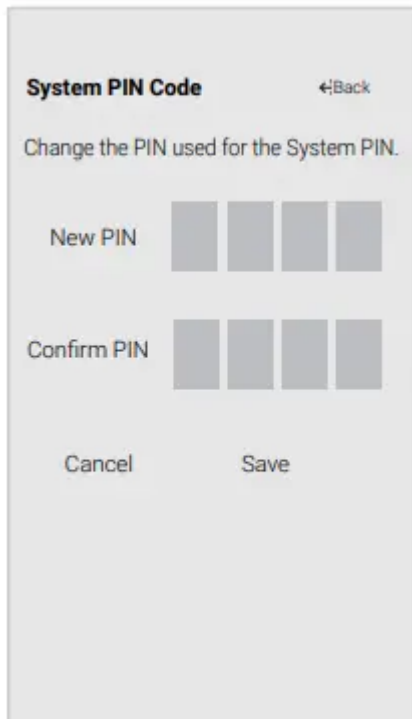 System PIN Code
Back
Change the PIN used for the System PIN.
New PIN
Confirm PIN
Cancel Save